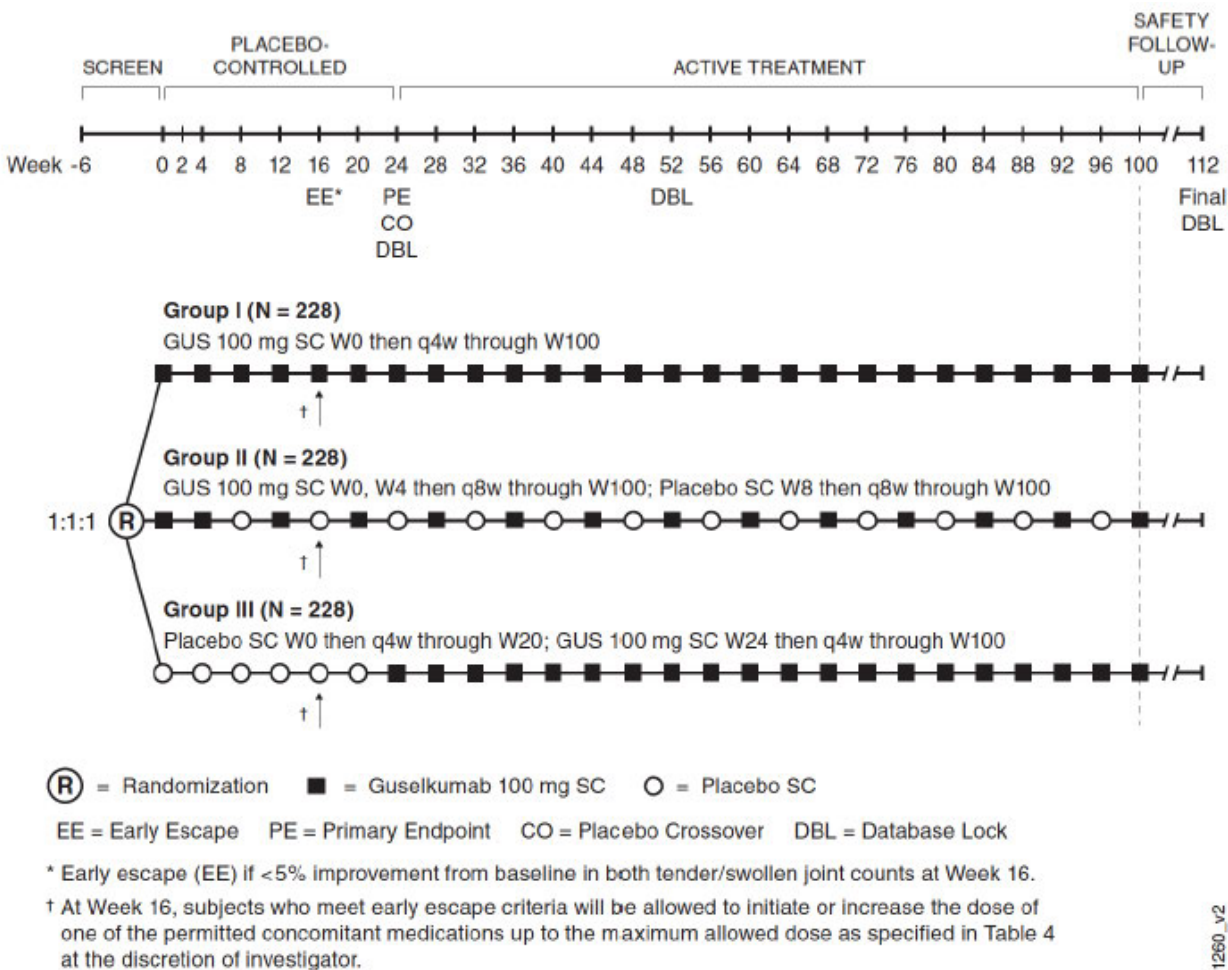 SAFETY
PLACEBO- FOLLOW-
SCREEN CONTROLLED ACTIVE TREATMENT UP
Week -6 0 2 4 8 12 16 20 24 28 32 36 40 44 48 52 56 60 64 68 72 76 80 84 88 92 96 100 112
EE* PE DBL Final
CO DBL
DBL
Group I (N = 228)
GUS 100 mg SC W0 then q4w through W100
†
Group II (N = 228)
GUS 100 mg SC W0, W4 then q8w through W100; Placebo SC W8 then q8w through W100
1:1:1 R
†
Group III (N = 228)
Placebo SC W0 then q4w through W20; GUS 100 mg SC W24 then q4w through W100
†
R = Randomization ■ = Guselkumab 100 mg SC ○ = Placebo SC
EE = Early Escape PE = Primary Endpoint CO = Placebo Crossover DBL = Database Lock
* Early escape (EE) if <5% improvement from baseline in both tender/swollen joint counts at Week 16.
† At Week 16, subjects who meet early escape criteria will be allowed to initiate or increase the dose of
one of the permitted concomitant medications up to the maximum allowed dose as specified in Table 4
at the discretion of investigator.
1260_v2